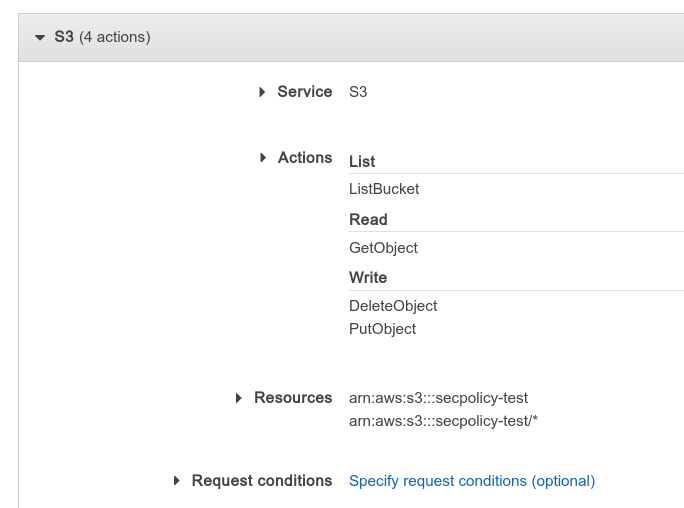 S3 (4 actions)
Service S3
Actions List
ListBucket
Read
GetObject
Write
DeleteObject
PutObject
Resources arn:aws:s3:::secpolicy-test
arn:aws:s3:::secpolicy-test/*
Request conditions Specify request conditions (optional)